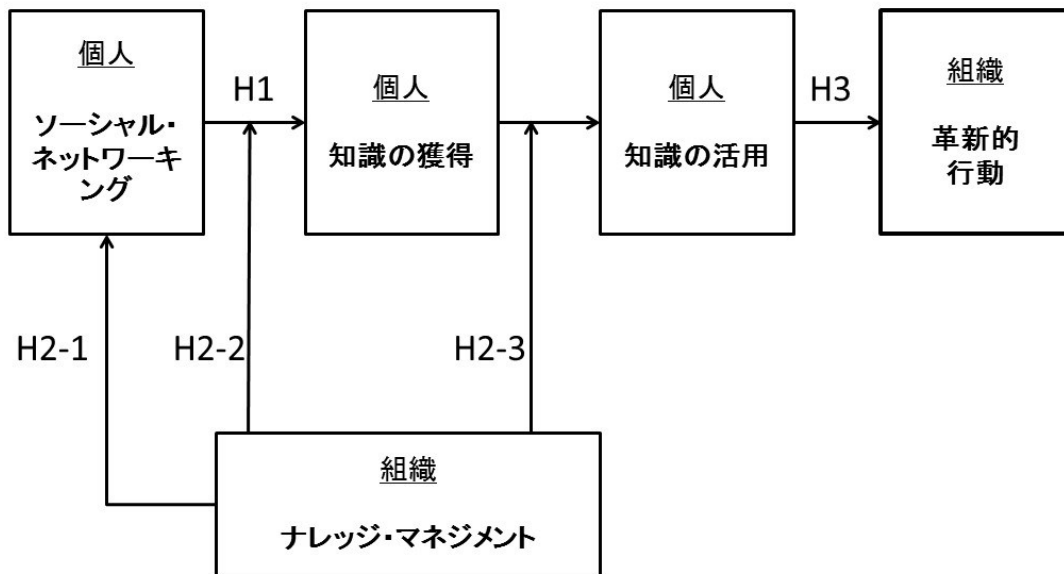 個人
ソーシャル・
ネットワーキ
ング
H1
個人
知識の獲得
個人
知識の活用
H3
組織
革新的
行動
H2-1
H2-2
H2-3
組織
ナレッジ・マネジメント